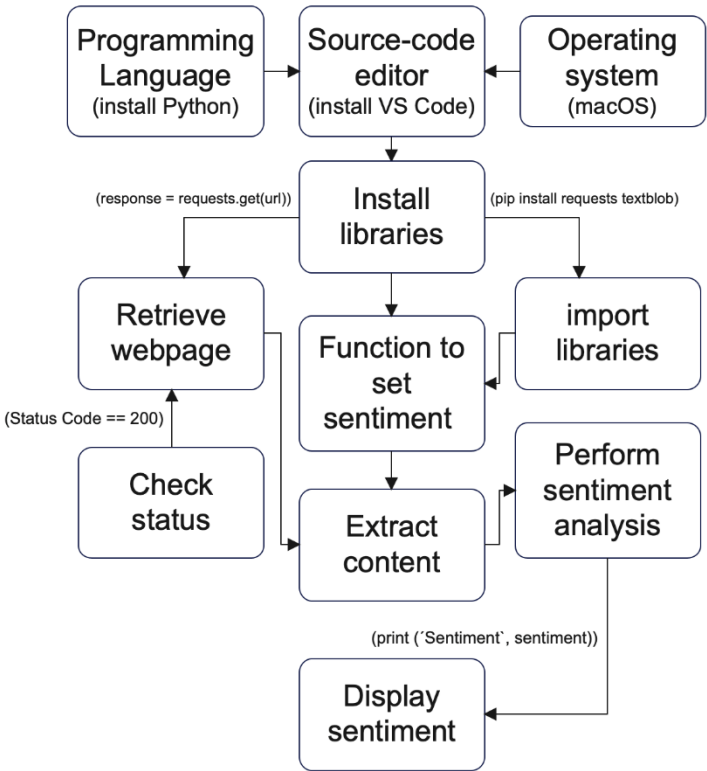 Programming
Language
(install Python)
Source-code
editor
(install VS Code)
Operating
system
(macOS)
(response = requests.get(url))
Install
libraries
(pip install requests textblob)
Retrieve
webpage
Function to
set
sentiment
import
libraries
(Status Code == 200)
Check
status
Extract
content
Perform
sentiment
analysis
(print (´Sentiment`, sentiment))
Display
sentiment